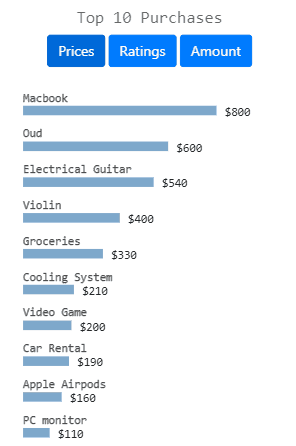 Top 10 Purchases
Prices Ratings Amount
Macbook
$800
Oud
$600
Electrical Guitar
$540
Violin
$400
Groceries
$330
Cooling System
$210
Video Game
$200
Car Rental
$190
Apple Airpods
$160
PC monitor
$110